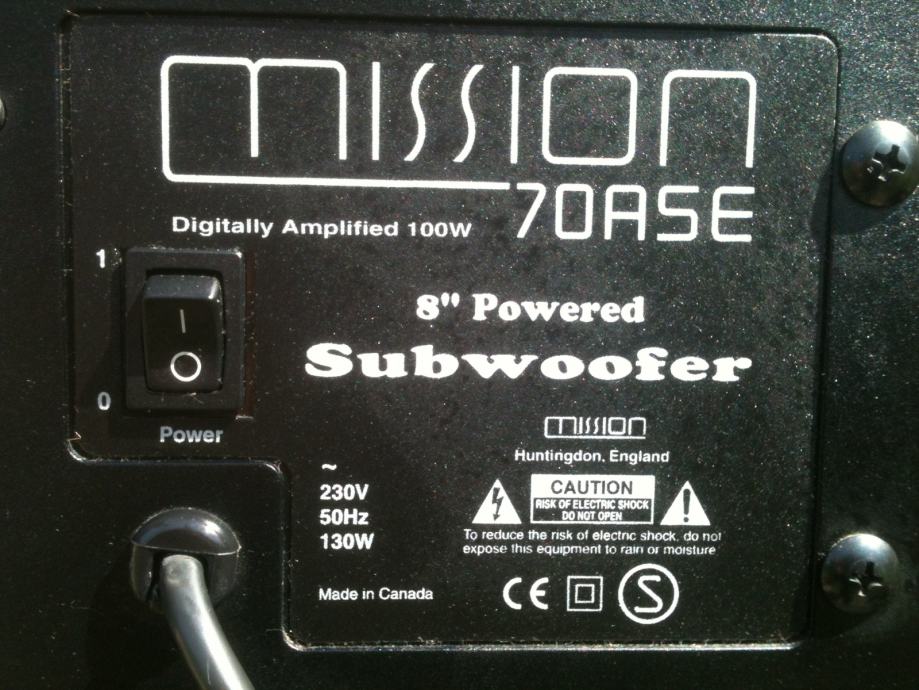 mission
70ASE
Digitally Amplified 100W
1
8" Powered
Subwoofer
0
Power
mission
Huntingdon, England
~
230V
50Hz
130W
CAUTION
RISK OF ELECTRIC SHOCK
DO NOT OPEN
To reduce the risk of electric shock, do not
expose this equipment to rain or moisture
Made in Canada
CE
S